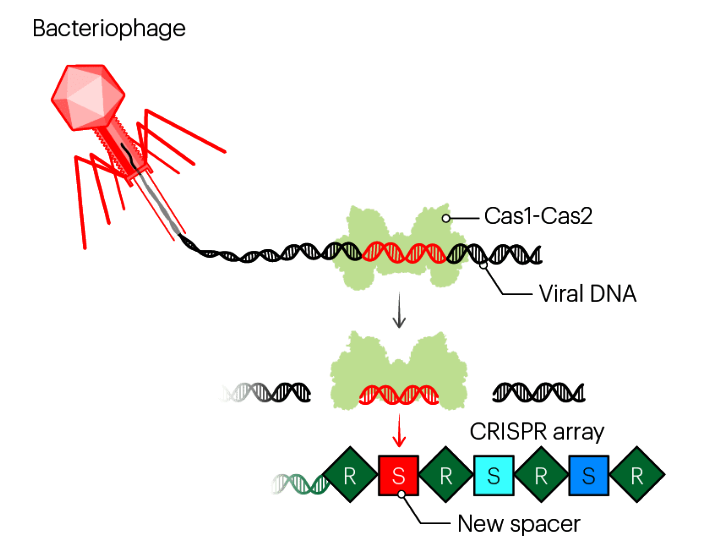 Bacteriophage
Cas1-Cas2
Viral DNA
CRISPR array
R S R S R S R
New spacer